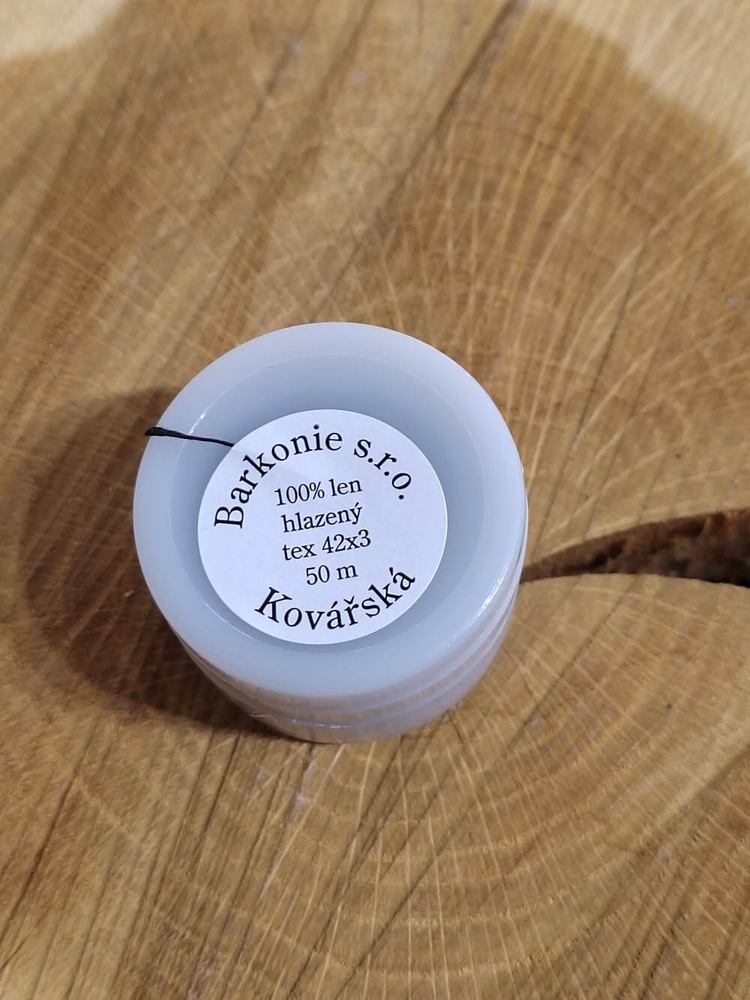 Barkonie s.r.o.
100% len
hlazený
tex 42x3
50 m
Kovářská